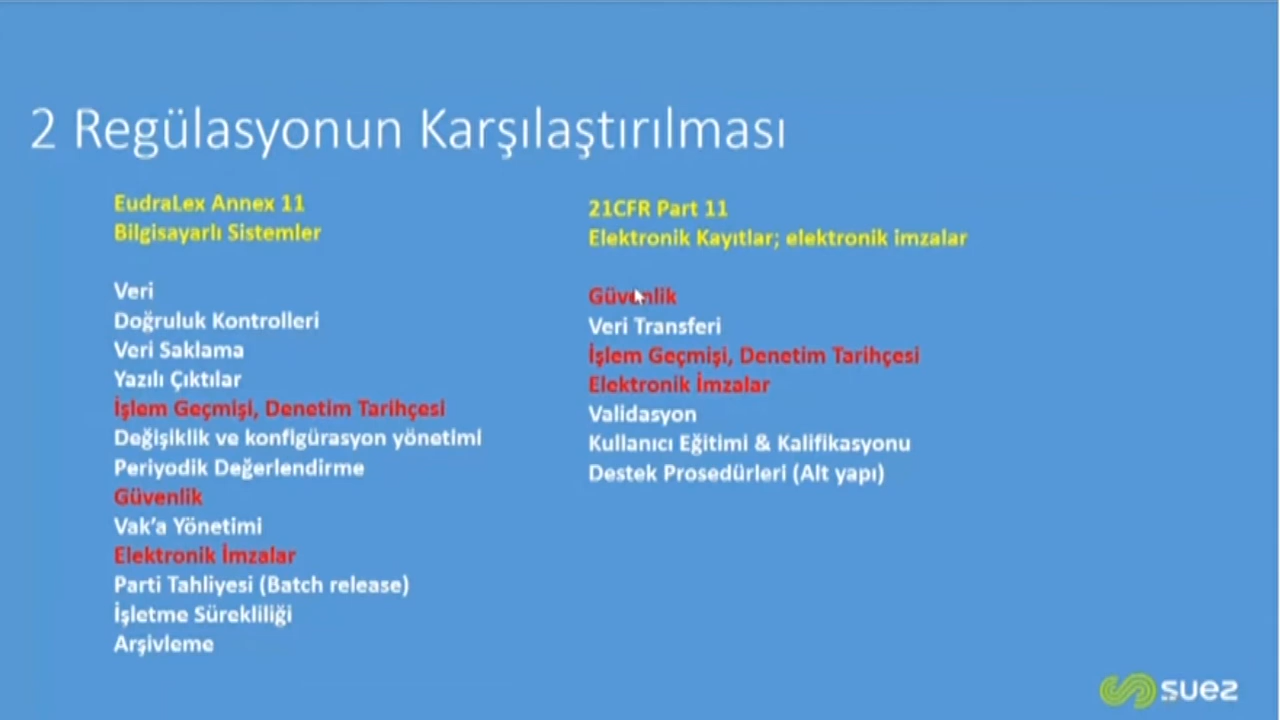 2 Regülasyonun Karşılaştırılması
EudraLex Annex 11
Bilgisayarlı Sistemler
Veri
Doğruluk Kontrolleri
Veri Saklama
Yazılı Çıktılar
İşlem Geçmişi, Denetim Tarihçesi
Değişiklik ve konfigürasyon yönetimi
Periyodik Değerlendirme
Güvenlik
Vak'a Yönetimi
Elektronik İmzalar
Parti Tahliyesi (Batch release)
İşletme Sürekliliği
Arşivleme
21CFR Part 11
Elektronik Kayıtlar; elektronik imzalar
Güvenlik
Veri Transferi
İşlem Geçmişi, Denetim Tarihçesi
Elektronik İmzalar
Validasyon
Kullanıcı Eğitimi & Kalifikasyonu
Destek Prosedürleri (Alt yapı)
suez